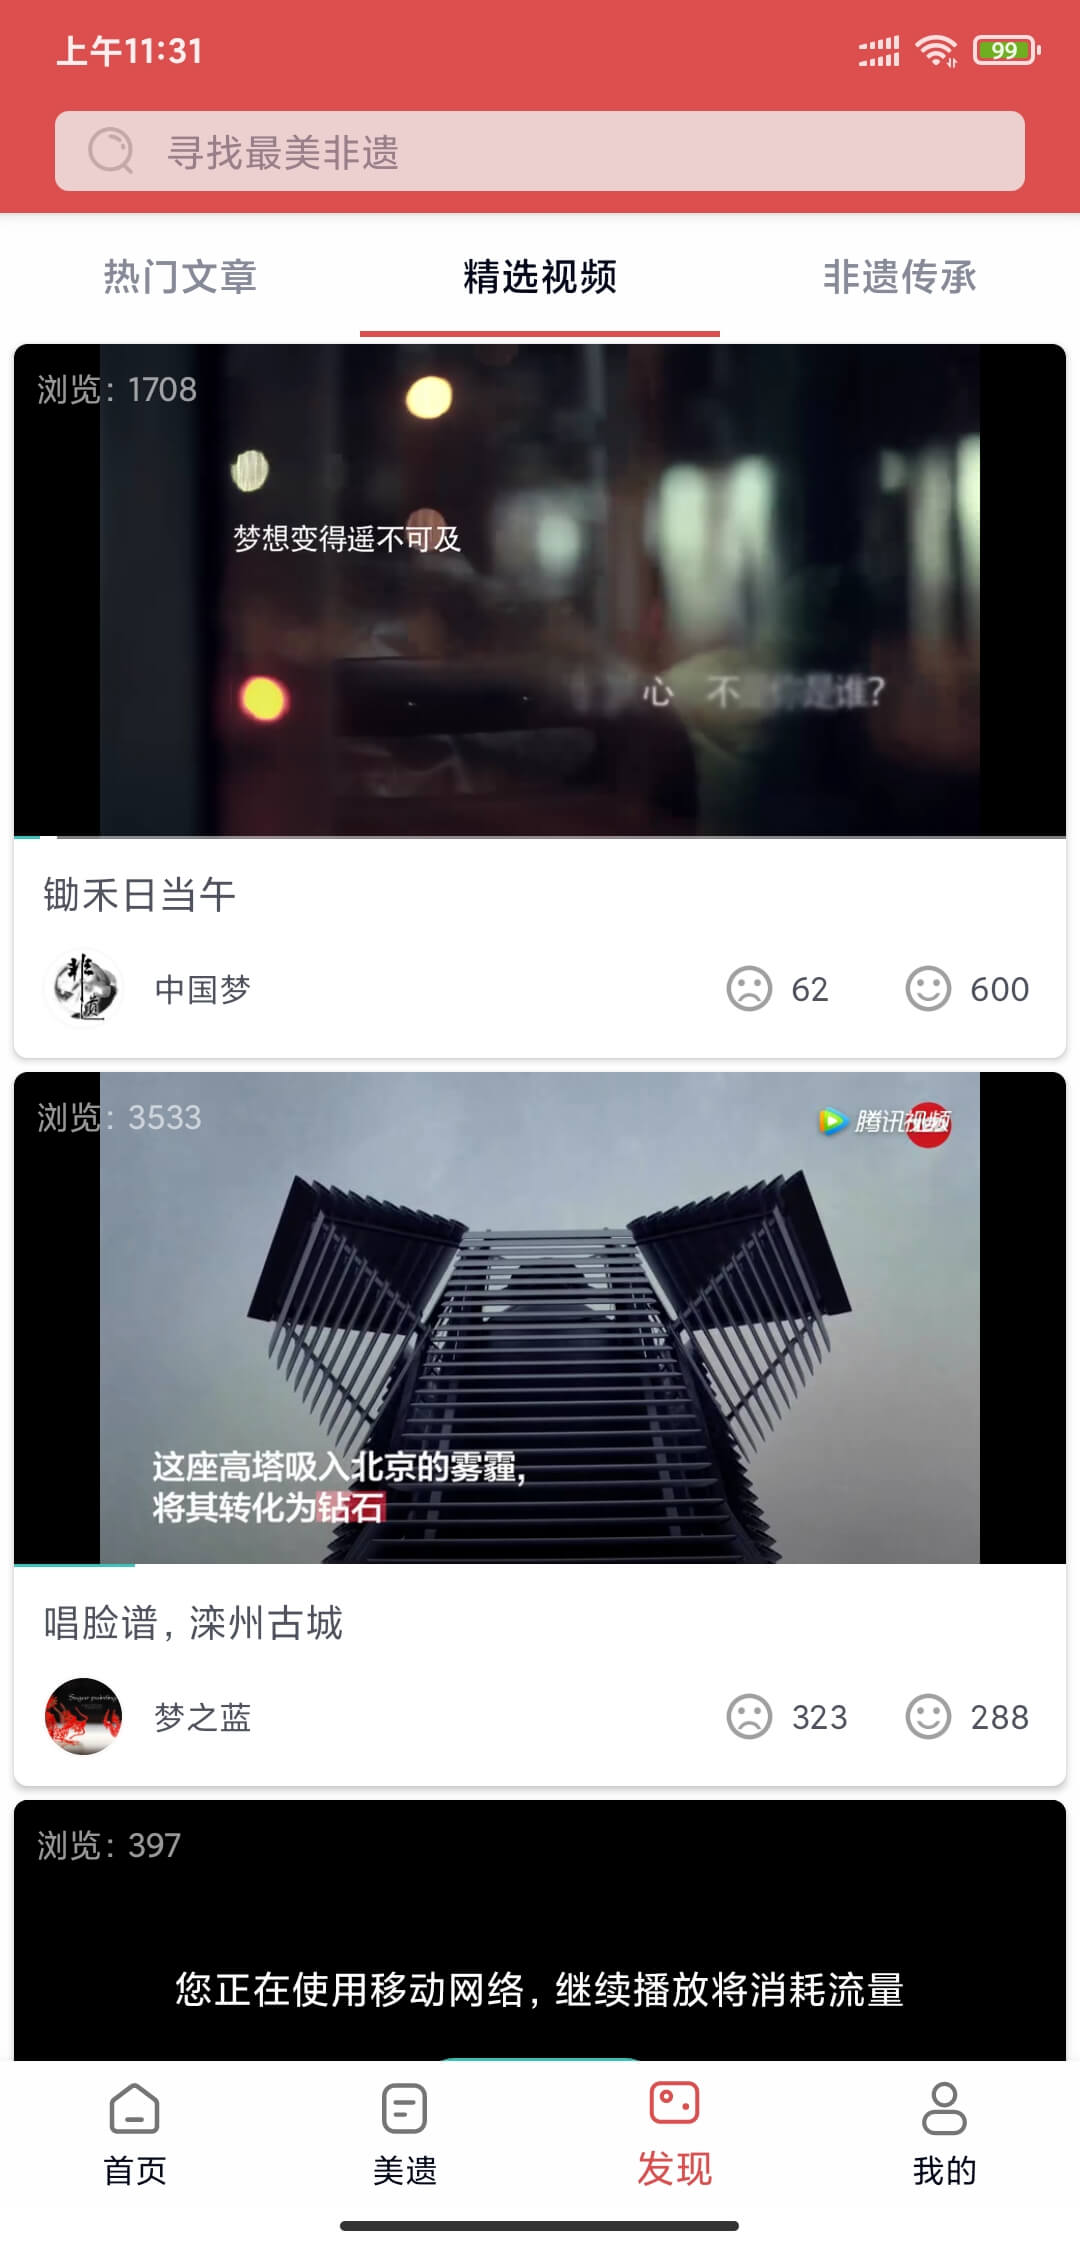 上午11:31
99
寻找最美非遗
热门文章
精选视频
非遗传承
浏览: 1708
梦想变得遥不可及
心 不 你是谁?
锄禾日当午
中国梦
62
600
浏览: 3533
腾讯视频
这座高塔吸入北京的雾霾,
将其转化为钻石
唱脸谱, 滦州古城
梦之蓝
323
288
浏览: 397
您正在使用移动网络, 继续播放将消耗流量
首页
美遗
发现
我的